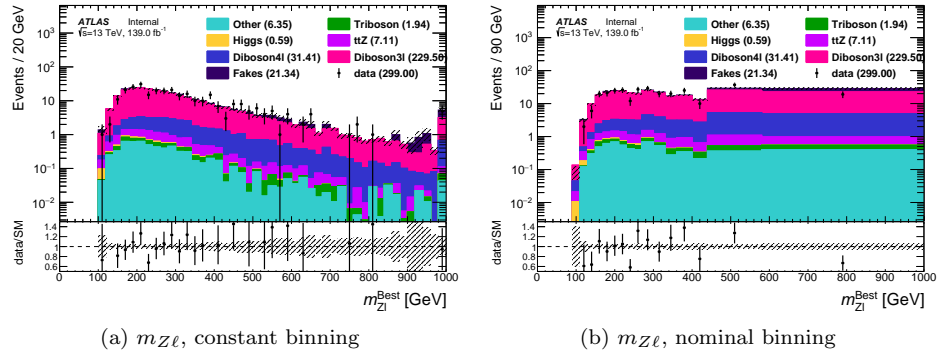 Events / 20 GeV
ATLAS Internal
√s=13 TeV, 139.0 fb⁻¹
Other (6.35)
Higgs (0.59)
Diboson4l (31.41)
Fakes (21.34)
Triboson (1.94)
ttZ (7.11)
Diboson3l (229.50)
data (299.00)
10³
10²
10
1
10⁻¹
10⁻²
data/SM
1.4
1.2
1
0.8
0.6
0 100 200 300 400 500 600 700 800 900 1000
m_Zl^Best [GeV]
(a) m_Zℓ, constant binning
Events / 90 GeV
ATLAS Internal
√s=13 TeV, 139.0 fb⁻¹
Other (6.35)
Higgs (0.59)
Diboson4l (31.41)
Fakes (21.34)
Triboson (1.94)
ttZ (7.11)
Diboson3l (229.50)
data (299.00)
10³
10²
10
1
10⁻¹
10⁻²
data/SM
1.4
1.2
1
0.8
0.6
0 100 200 300 400 500 600 700 800 900 1000
m_Zl^Best [GeV]
(b) m_Zℓ, nominal binning